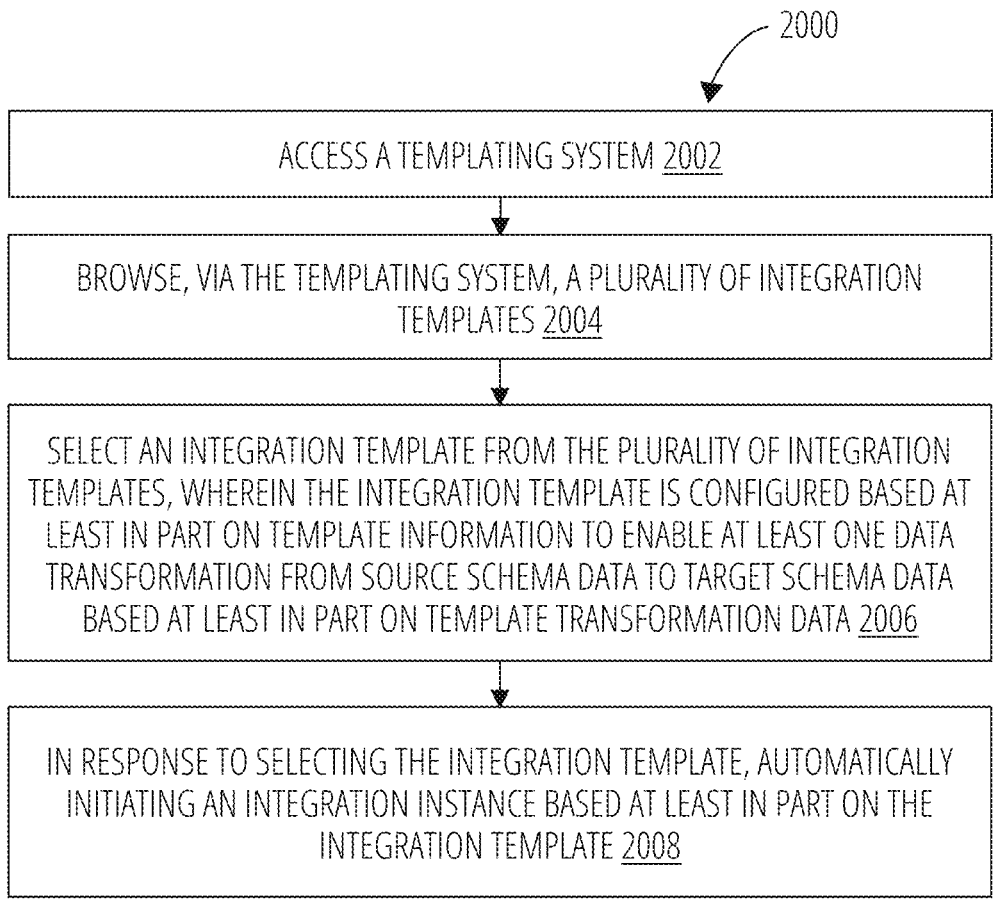 2000
ACCESS A TEMPLATING SYSTEM 2002
BROWSE, VIA THE TEMPLATING SYSTEM, A PLURALITY OF INTEGRATION
TEMPLATES 2004
SELECT AN INTEGRATION TEMPLATE FROM THE PLURALITY OF INTEGRATION
TEMPLATES, WHEREIN THE INTEGRATION TEMPLATE IS CONFIGURED BASED AT
LEAST IN PART ON TEMPLATE INFORMATION TO ENABLE AT LEAST ONE DATA
TRANSFORMATION FROM SOURCE SCHEMA DATA TO TARGET SCHEMA DATA
BASED AT LEAST IN PART ON TEMPLATE TRANSFORMATION DATA 2006
IN RESPONSE TO SELECTING THE INTEGRATION TEMPLATE, AUTOMATICALLY
INITIATING AN INTEGRATION INSTANCE BASED AT LEAST IN PART ON THE
INTEGRATION TEMPLATE 2008